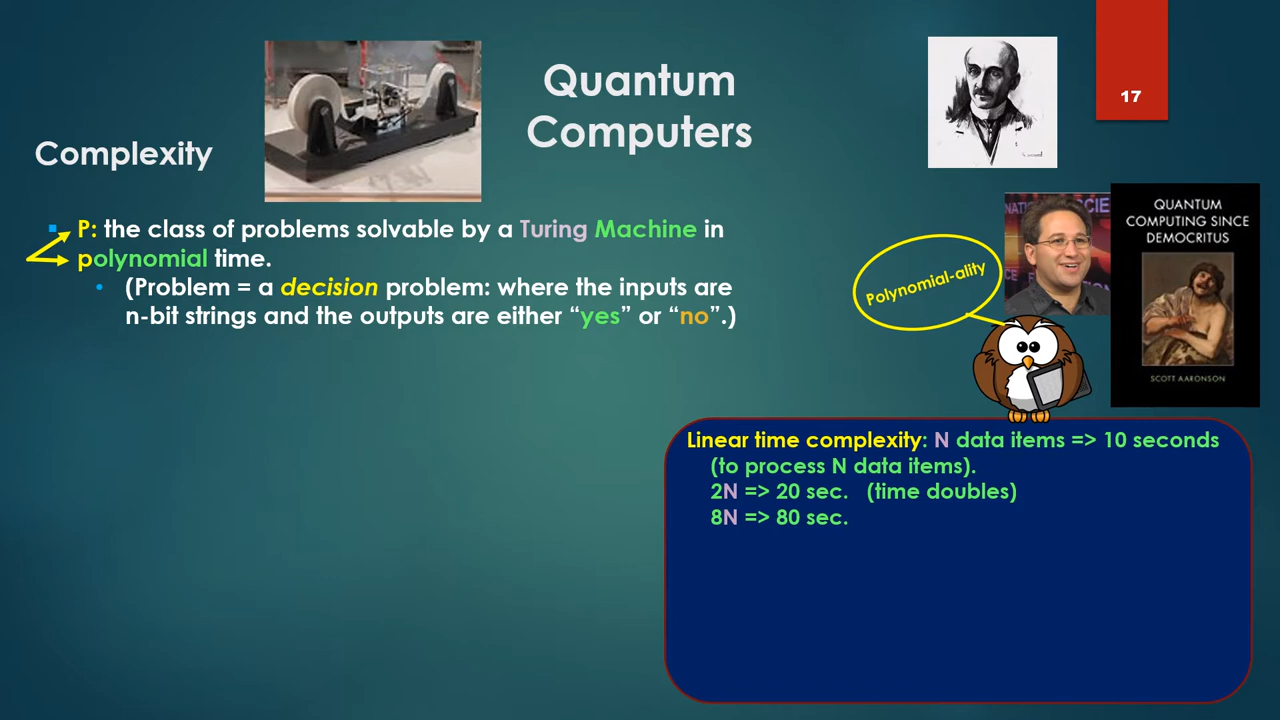 Quantum
Computers
17
Complexity
P: the class of problems solvable by a Turing Machine in
polynomial time.
(Problem = a decision problem: where the inputs are
n-bit strings and the outputs are either “yes” or “no”.)
Polynomial-ality
QUANTUM
COMPUTING SINCE
DEMOCRITUS
SCOTT AARONSON
Linear time complexity: N data items => 10 seconds
(to process N data items).
2N => 20 sec. (time doubles)
8N => 80 sec.